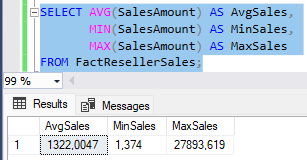 SELECT AVG(SalesAmount) AS AvgSales,
MIN(SalesAmount) AS MinSales,
MAX(SalesAmount) AS MaxSales
FROM FactResellerSales;
99 %
Results Messages
AvgSales MinSales MaxSales
1 1322,0047 1,374 27893,619